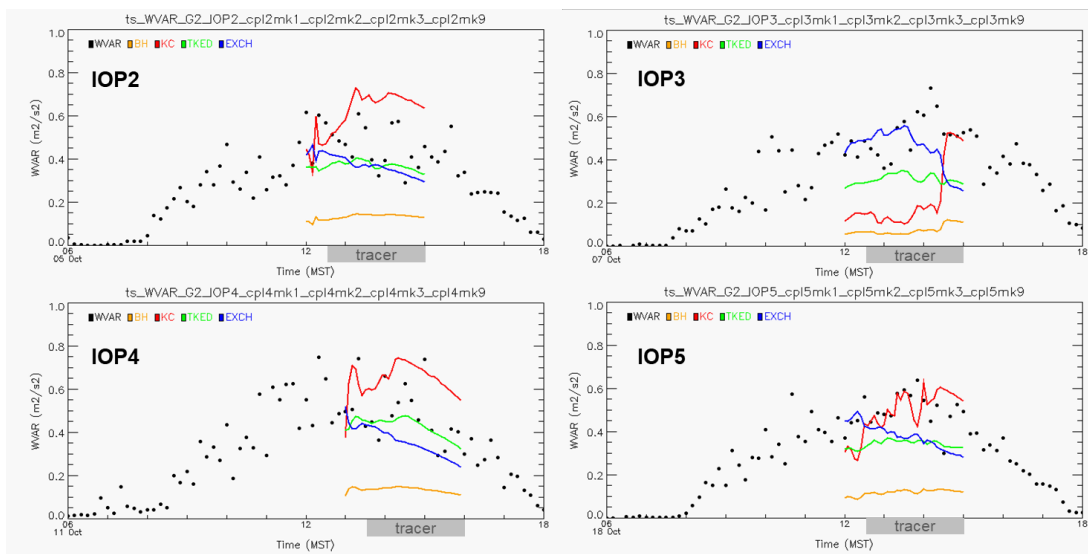 ts_WVAR_G2_IOP2_cpl2mk1_cpl2mk2_cpl2mk3_cpl2mk9
WVAR BH KC TKED EXCH
IOP2
WVAR (m2/s2)
1.0
0.8
0.6
0.4
0.2
0.0
06 12 18
05 Oct
tracer
Time (MST)
ts_WVAR_G2_IOP3_cpl3mk1_cpl3mk2_cpl3mk3_cpl3mk9
WVAR BH KC TKED EXCH
IOP3
WVAR (m2/s2)
1.0
0.8
0.6
0.4
0.2
0.0
06 12 18
07 Oct
tracer
Time (MST)
ts_WVAR_G2_IOP4_cpl4mk1_cpl4mk2_cpl4mk3_cpl4mk9
WVAR BH KC TKED EXCH
IOP4
WVAR (m2/s2)
1.0
0.8
0.6
0.4
0.2
0.0
06 12 18
11 Oct
tracer
Time (MST)
ts_WVAR_G2_IOP5_cpl5mk1_cpl5mk2_cpl5mk3_cpl5mk9
WVAR BH KC TKED EXCH
IOP5
WVAR (m2/s2)
1.0
0.8
0.6
0.4
0.2
0.0
06 12 18
18 Oct
tracer
Time (MST)